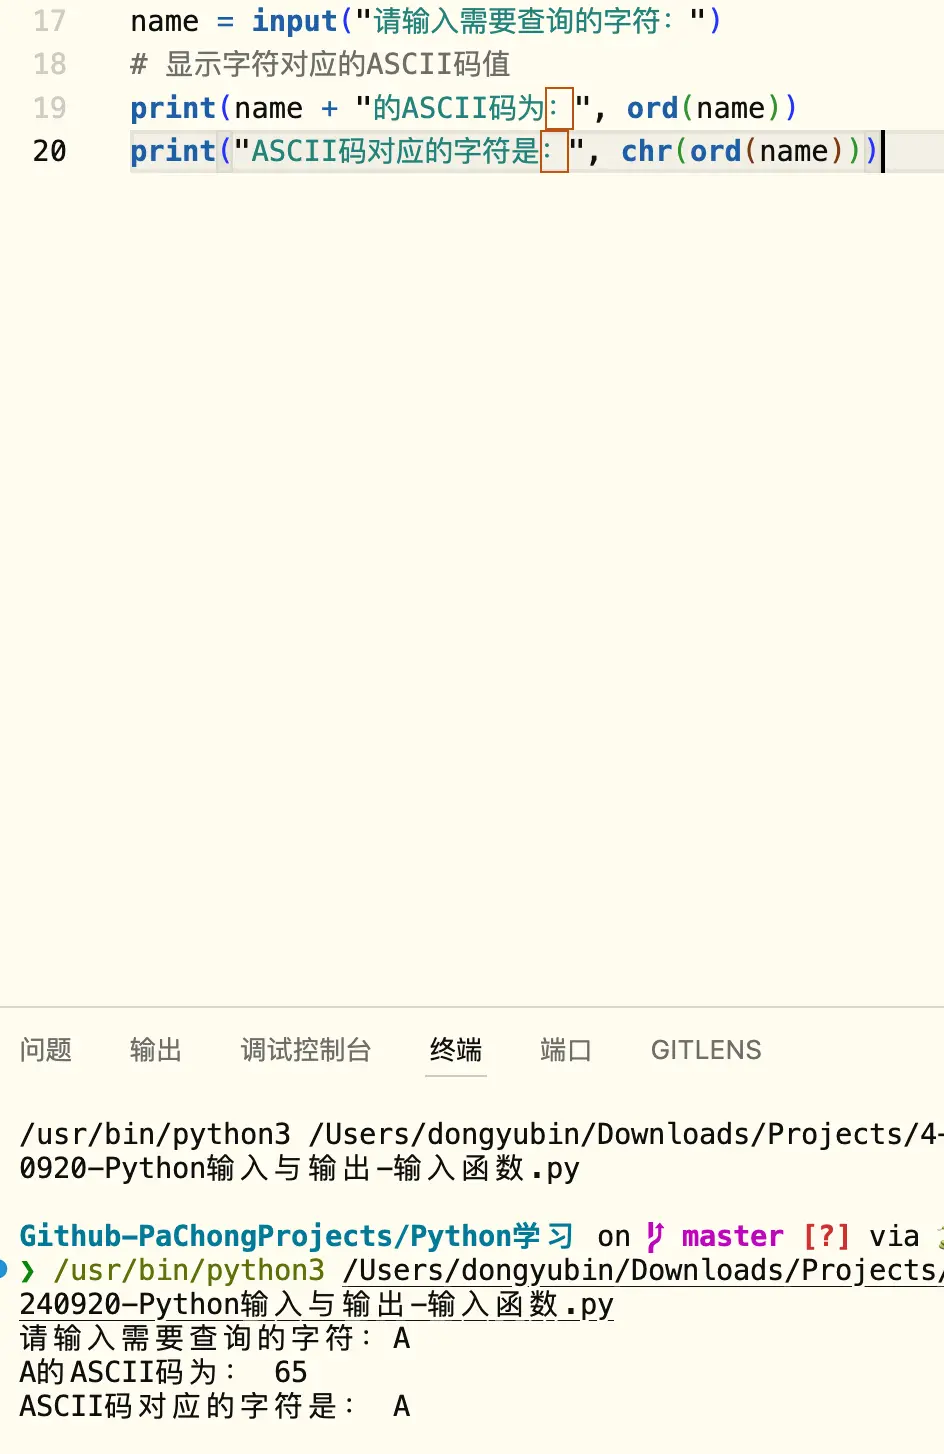 17 name = input("请输入需要查询的字符：")
18 # 显示字符对应的ASCII码值
19 print(name + "的ASCII码为：", ord(name))
20 print("ASCII码对应的字符是：", chr(ord(name)))
问题 输出 调试控制台 终端 端口 GITLENS
/usr/bin/python3 /Users/dongyubin/Downloads/Projects/4-
0920-Python输入与输出-输入函数.py
Github-PaChongProjects/Python学习 on master [?] via
❯ /usr/bin/python3 /Users/dongyubin/Downloads/Projects/
240920-Python输入与输出-输入函数.py
请输入需要查询的字符：A
A的ASCII码为： 65
ASCII码对应的字符是： A